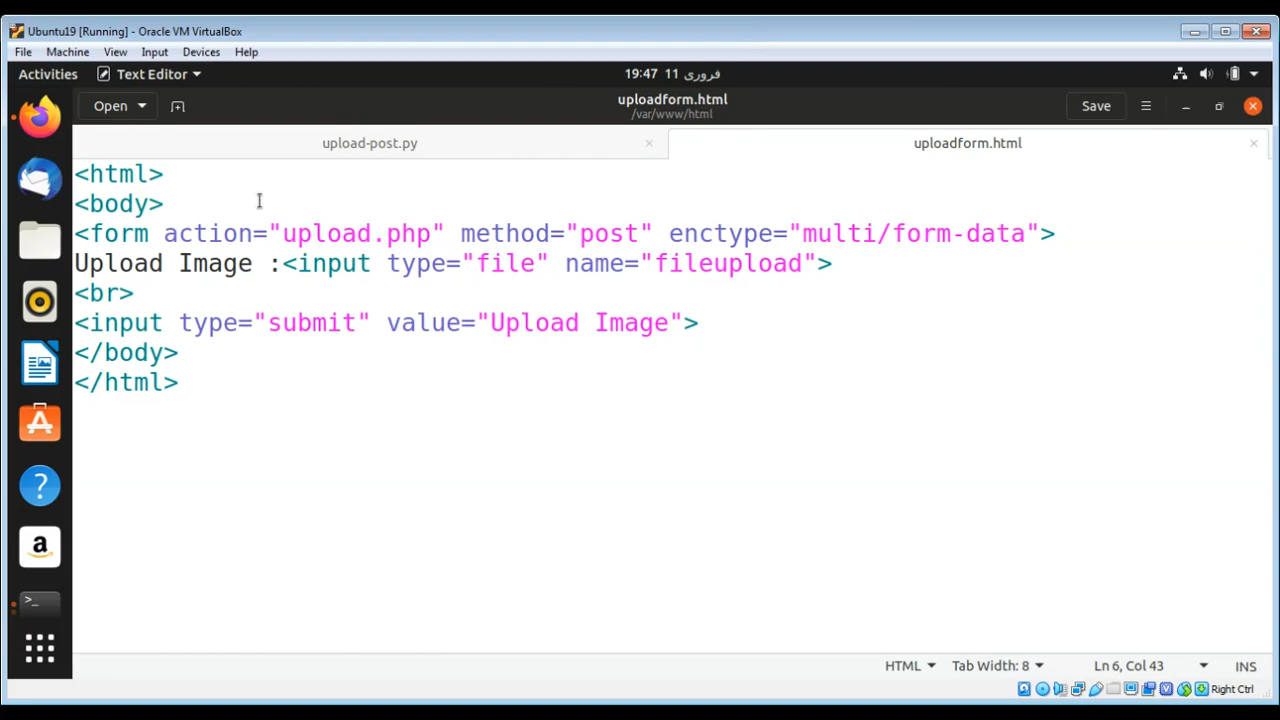 Ubuntu19 [Running] - Oracle VM VirtualBox
File Machine View Input Devices Help
Activities Text Editor 19:47 11 فروری
Open uploadform.html Save
/var/www/html
upload-post.py uploadform.html
<html>
<body>
<form action="upload.php" method="post" enctype="multi/form-data">
Upload Image :<input type="file" name="fileupload">
<br>
<input type="submit" value="Upload Image">
</body>
</html>
HTML Tab Width: 8 Ln 6, Col 43 INS
Right Ctrl